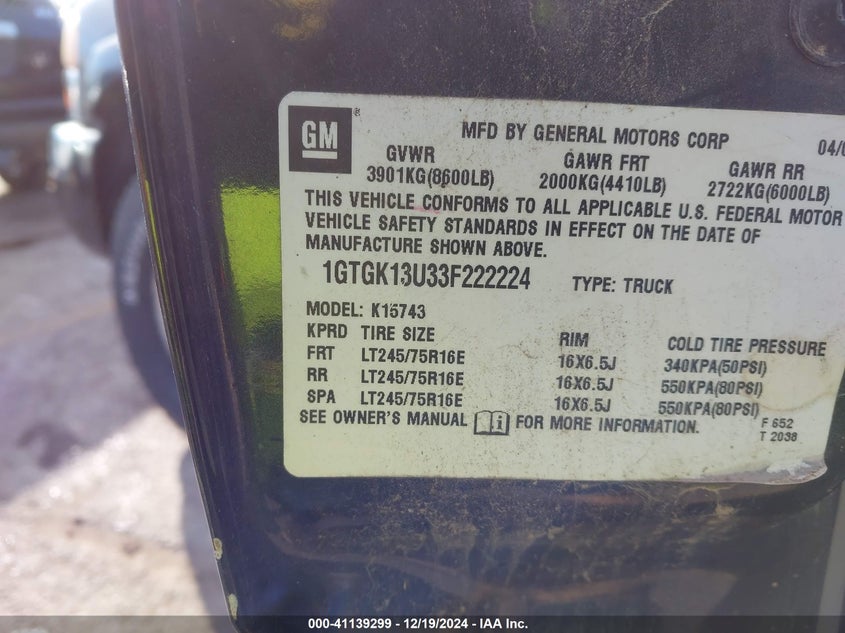 GM
MFD BY GENERAL MOTORS CORP 04/0
GVWR GAWR FRT GAWR RR
3901KG(8600LB) 2000KG(4410LB) 2722KG(6000LB)
THIS VEHICLE CONFORMS TO ALL APPLICABLE U.S. FEDERAL MOTOR
VEHICLE SAFETY STANDARDS IN EFFECT ON THE DATE OF
MANUFACTURE SHOWN ABOVE.
1GTGK13U33F222224 TYPE: TRUCK
MODEL: K15743
KPRD TIRE SIZE RIM COLD TIRE PRESSURE
FRT LT245/75R16E 16X6.5J 340KPA(50PSI)
RR LT245/75R16E 16X6.5J 550KPA(80PSI)
SPA LT245/75R16E 16X6.5J 550KPA(80PSI)
SEE OWNER'S MANUAL FOR MORE INFORMATION.
F 652
T 2038
000-41139299 - 12/19/2024 - IAA Inc.